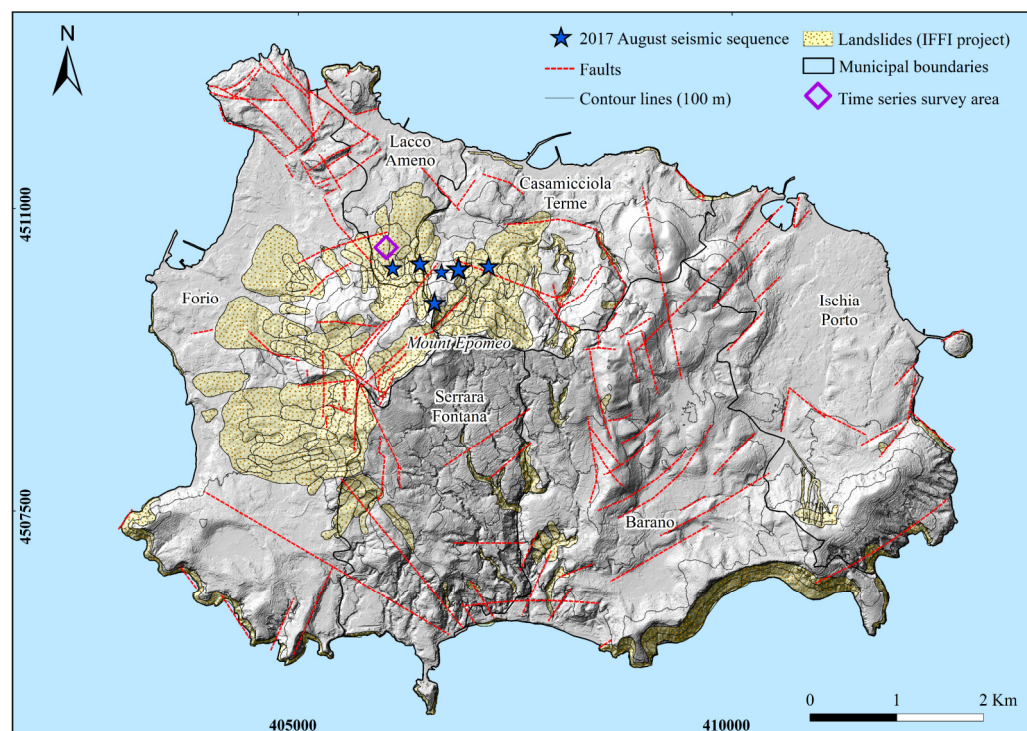 N
2017 August seismic sequence
Faults
Contour lines (100 m)
Landslides (IFFI project)
Municipal boundaries
Time series survey area
Lacco
Ameno
Casamicciola
Terme
4511000
Forio
Ischia
Porto
Mount Epomeo
Serrara
Fontana
4507500
Barano
0 1 2 Km
405000
410000